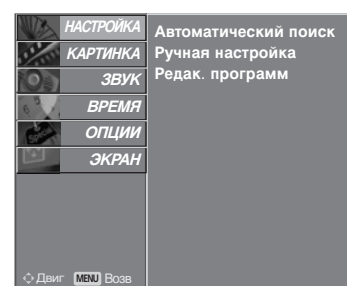 НАСТРОЙКА
КАРТИНКА
ЗВУК
ВРЕМЯ
ОПЦИИ
ЭКРАН
Автоматический поиск
Ручная настройка
Редак. программ
Двиг MENU Возв